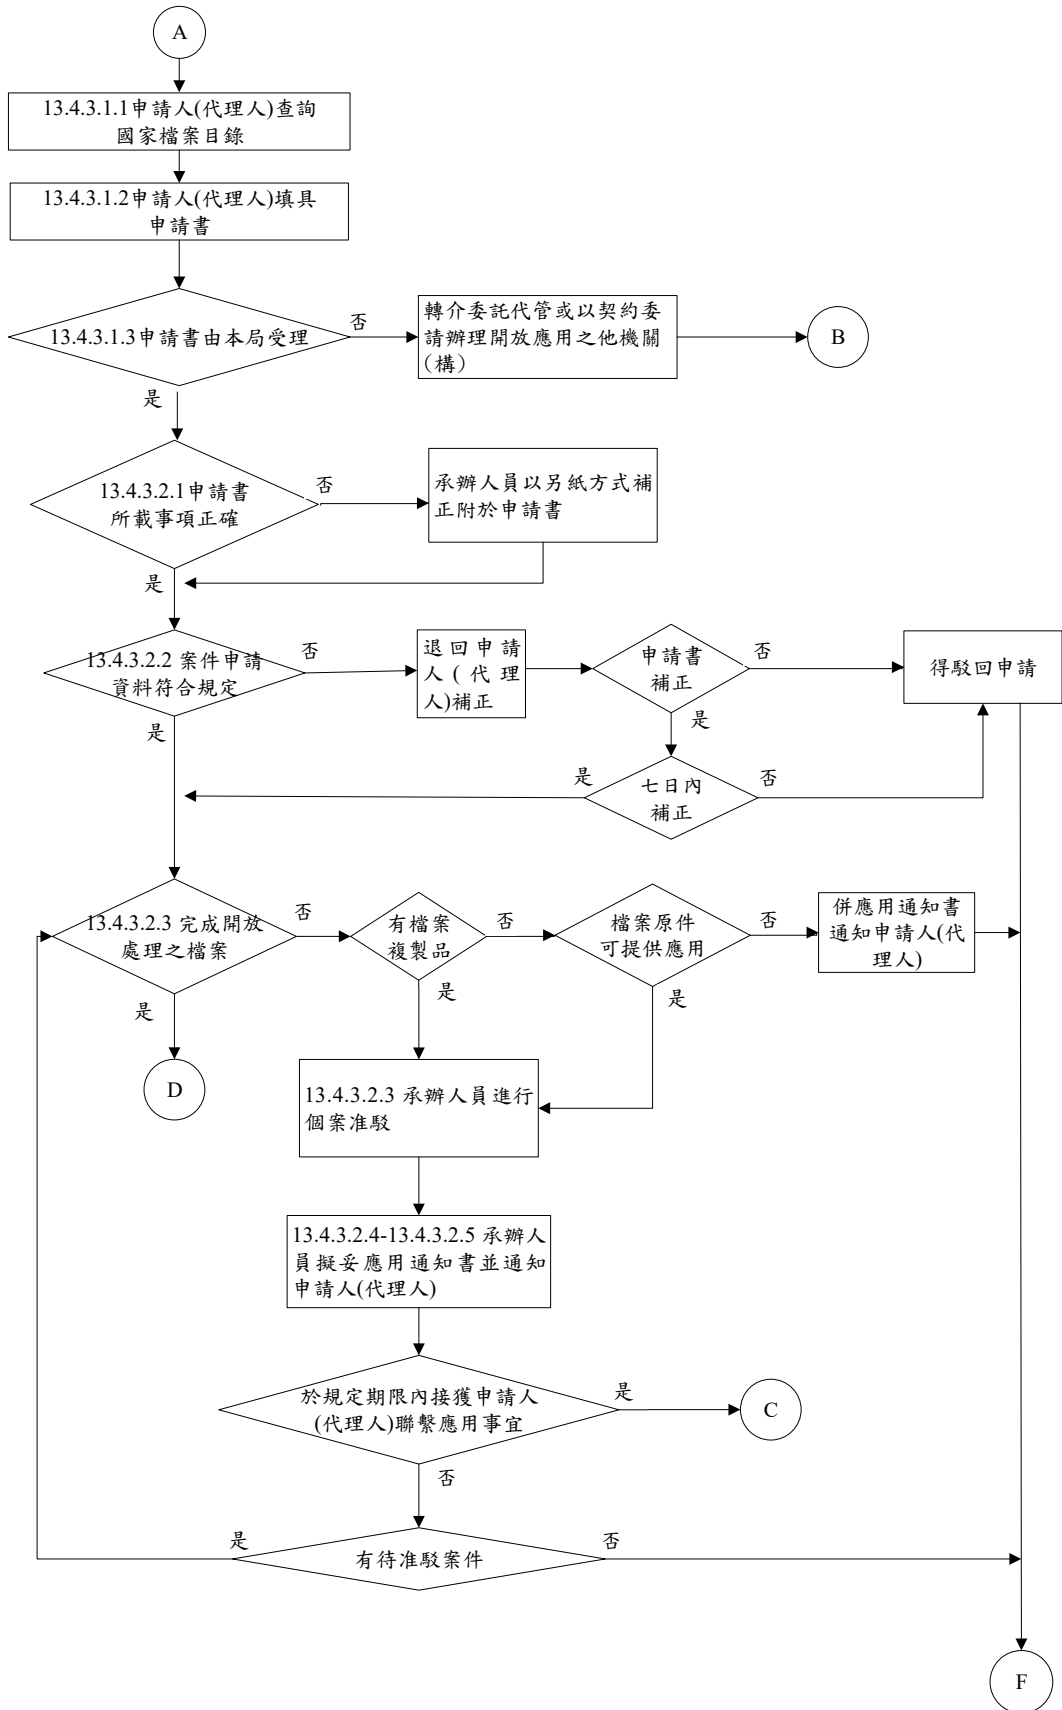 A
13.4.3.1.1申請人(代理人)查詢
國家檔案目錄
13.4.3.1.2申請人(代理人)填具
申請書
13.4.3.1.3申請書由本局受理
否
轉介委託代管或以契約委
請辦理開放應用之他機關
（構）
B
是
13.4.3.2.1申請書
所載事項正確
否
承辦人員以另紙方式補
正附於申請書
是
13.4.3.2.2 案件申請
資料符合規定
否
退回申請
人(代理
人)補正
申請書
補正
否
得駁回申請
是
是
七日內
補正
是
否
13.4.3.2.3 完成開放
處理之檔案
否
有檔案
複製品
否
檔案原件
可提供應用
否
併應用通知書
通知申請人(代
理人)
是
是
是
D
13.4.3.2.3 承辦人員進行
個案准駁
13.4.3.2.4-13.4.3.2.5 承辦人
員擬妥應用通知書並通知
申請人(代理人)
於規定期限內接獲申請人
(代理人)聯繫應用事宜
是
C
否
有待准駁案件
是
否
F